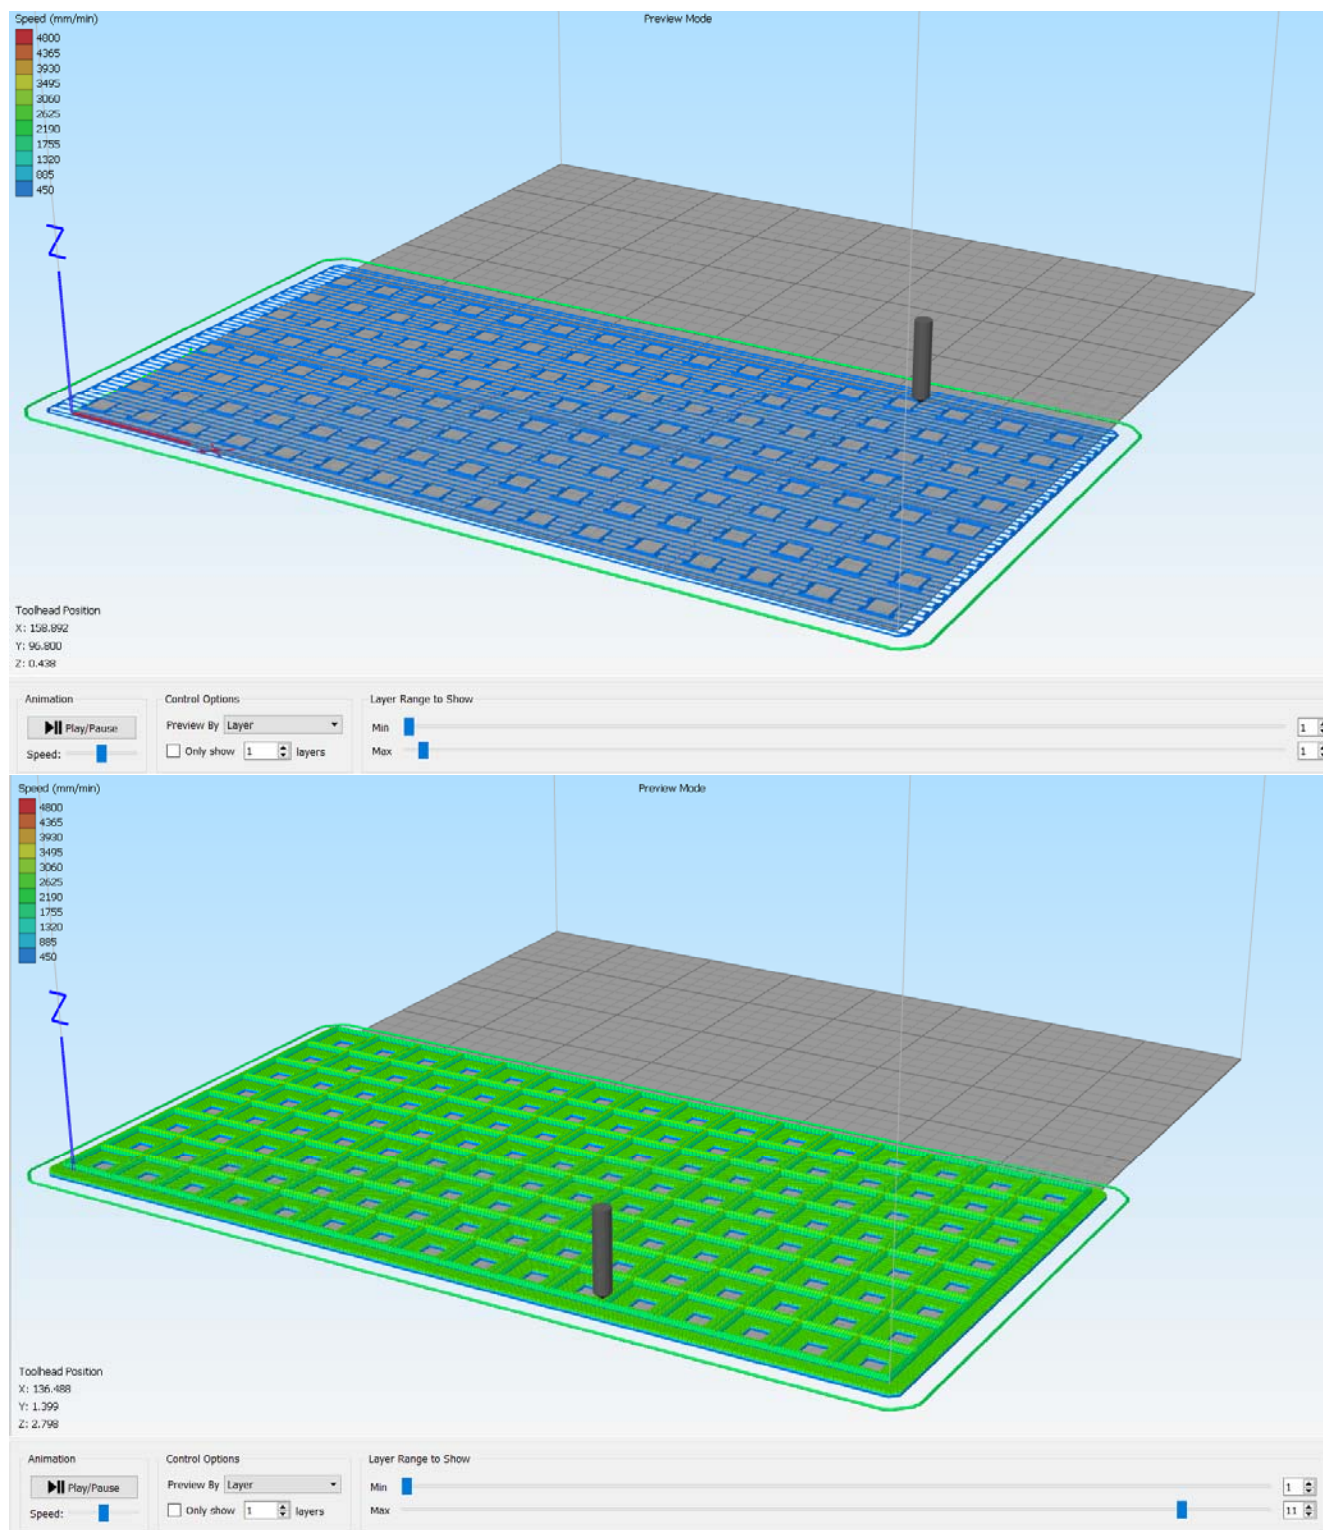 Speed (mm/min)
Preview Mode
4800
4365
3930
3495
3060
2625
2190
1755
1320
885
450
Z
Toolhead Position
X: 158.892
Y: 96.800
Z: 0.438
Animation
Control Options
Layer Range to Show
Play/Pause
Preview By Layer
Min 1
Speed:
Only show 1 layers
Max 1
Speed (mm/min)
Preview Mode
4800
4365
3930
3495
3060
2625
2190
1755
1320
885
450
Z
Toolhead Position
X: 136.488
Y: 1.399
Z: 2.798
Animation
Control Options
Layer Range to Show
Play/Pause
Preview By Layer
Min 1
Speed:
Only show 1 layers
Max 11